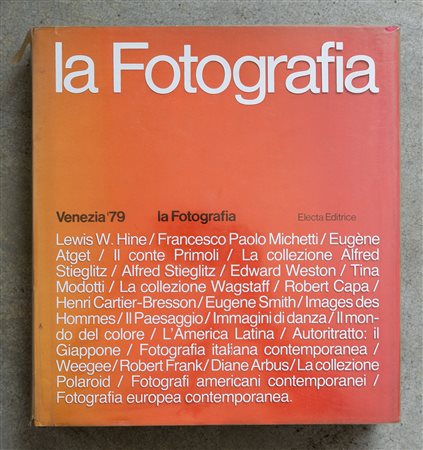 la Fotografia
Venezia '79 la Fotografia Electa Editrice
Lewis W. Hine / Francesco Paolo Michetti / Eugène
Atget / Il conte Primoli / La collezione Alfred
Stieglitz / Alfred Stieglitz / Edward Weston / Tina
Modotti / La collezione Wagstaff / Robert Capa /
Henri Cartier-Bresson / Eugene Smith / Images des
Hommes / Il Paesaggio / Immagini di danza / Il mon-
do del colore / L'America Latina / Autoritratto: il
Giappone / Fotografia italiana contemporanea /
Weegee / Robert Frank / Diane Arbus / La collezione
Polaroid / Fotografi americani contemporanei /
Fotografia europea contemporanea.